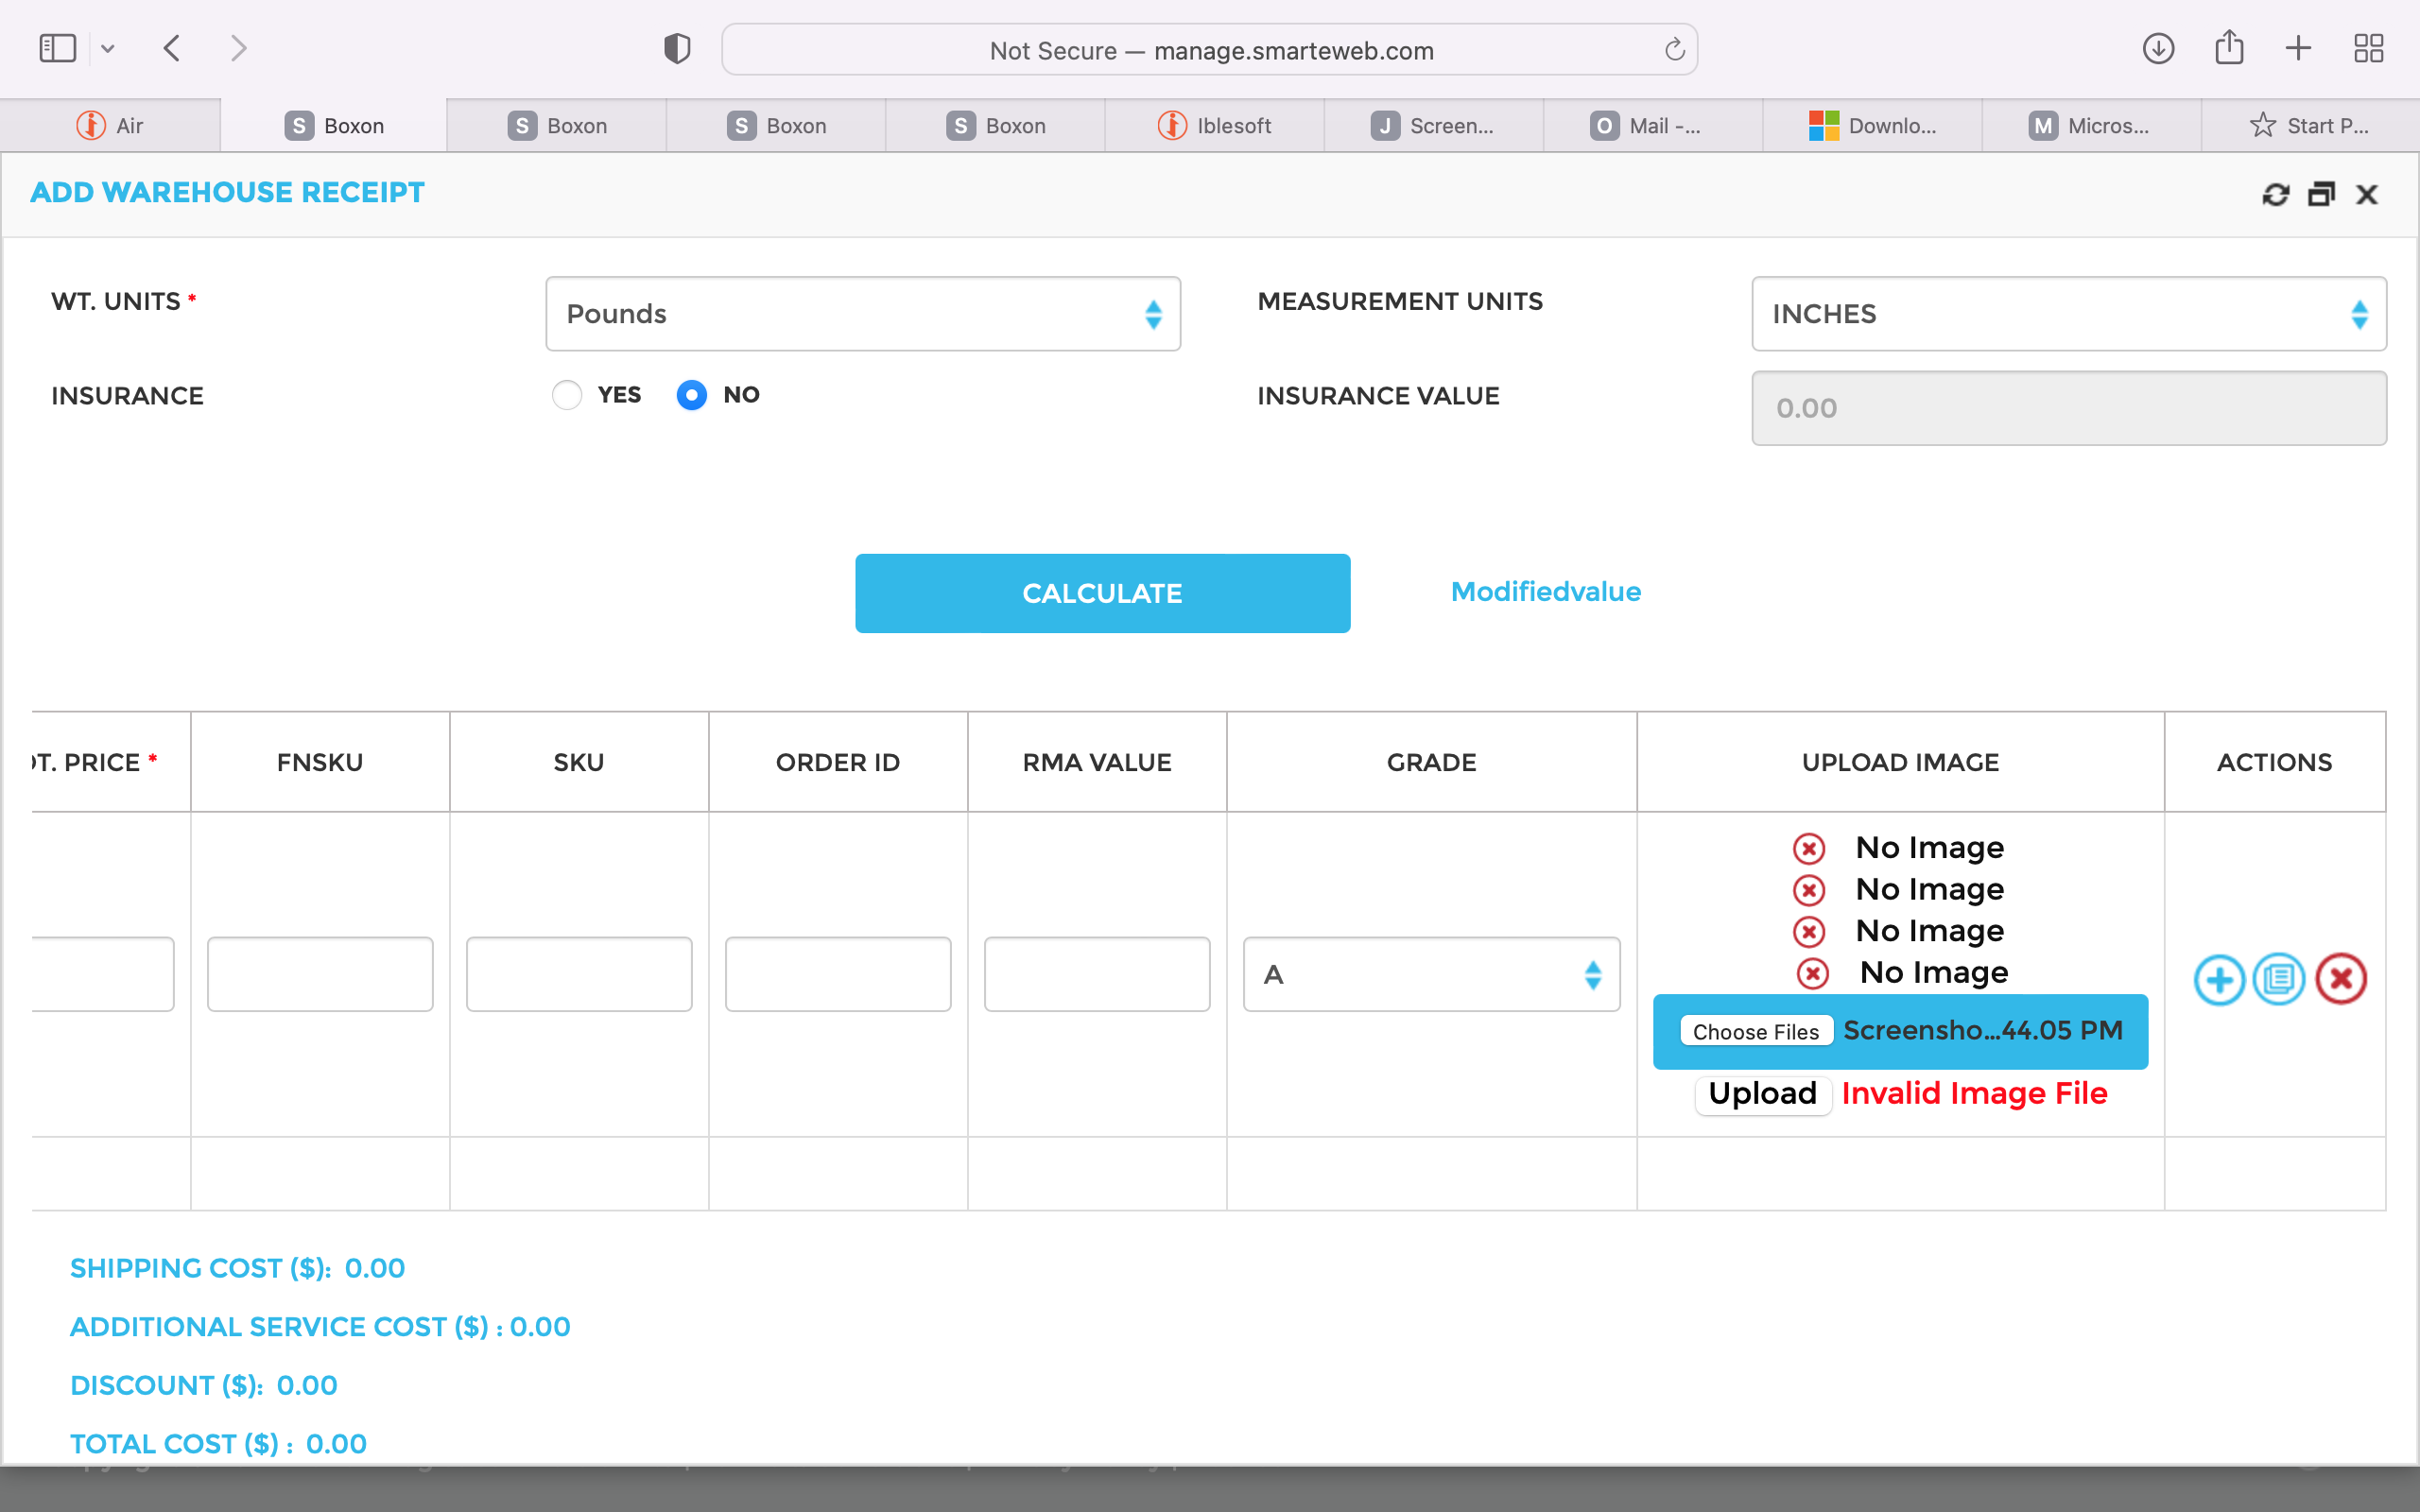 Not Secure — manage.smarteweb.com
Air
S Boxon
S Boxon
S Boxon
S Boxon
Iblesoft
J Screen...
O Mail -...
Downlo...
M Micros...
Start P...
ADD WAREHOUSE RECEIPT
WT. UNITS *
Pounds
MEASUREMENT UNITS
INCHES
INSURANCE
YES
NO
INSURANCE VALUE
0.00
CALCULATE
Modifiedvalue
T. PRICE *
FNSKU
SKU
ORDER ID
RMA VALUE
GRADE
UPLOAD IMAGE
ACTIONS
No Image
No Image
No Image
No Image
A
Choose Files Screensho...44.05 PM
Upload Invalid Image File
SHIPPING COST ($): 0.00
ADDITIONAL SERVICE COST ($) : 0.00
DISCOUNT ($): 0.00
TOTAL COST ($) : 0.00